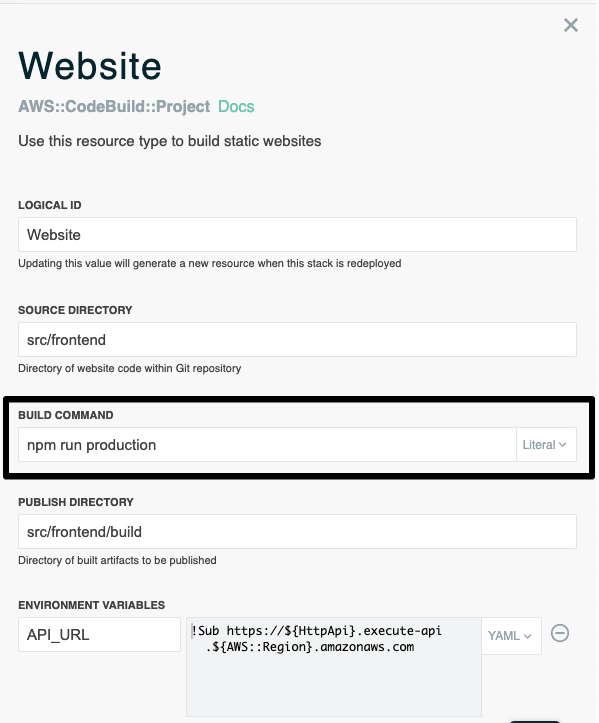 Website
AWS::CodeBuild::Project Docs
Use this resource type to build static websites
LOGICAL ID
Website
Updating this value will generate a new resource when this stack is redeployed
SOURCE DIRECTORY
src/frontend
Directory of website code within Git repository
BUILD COMMAND
npm run production Literal
PUBLISH DIRECTORY
src/frontend/build
Directory of built artifacts to be published
ENVIRONMENT VARIABLES
API_URL !Sub https://${HttpApi}.execute-api YAML
.${AWS::Region}.amazonaws.com